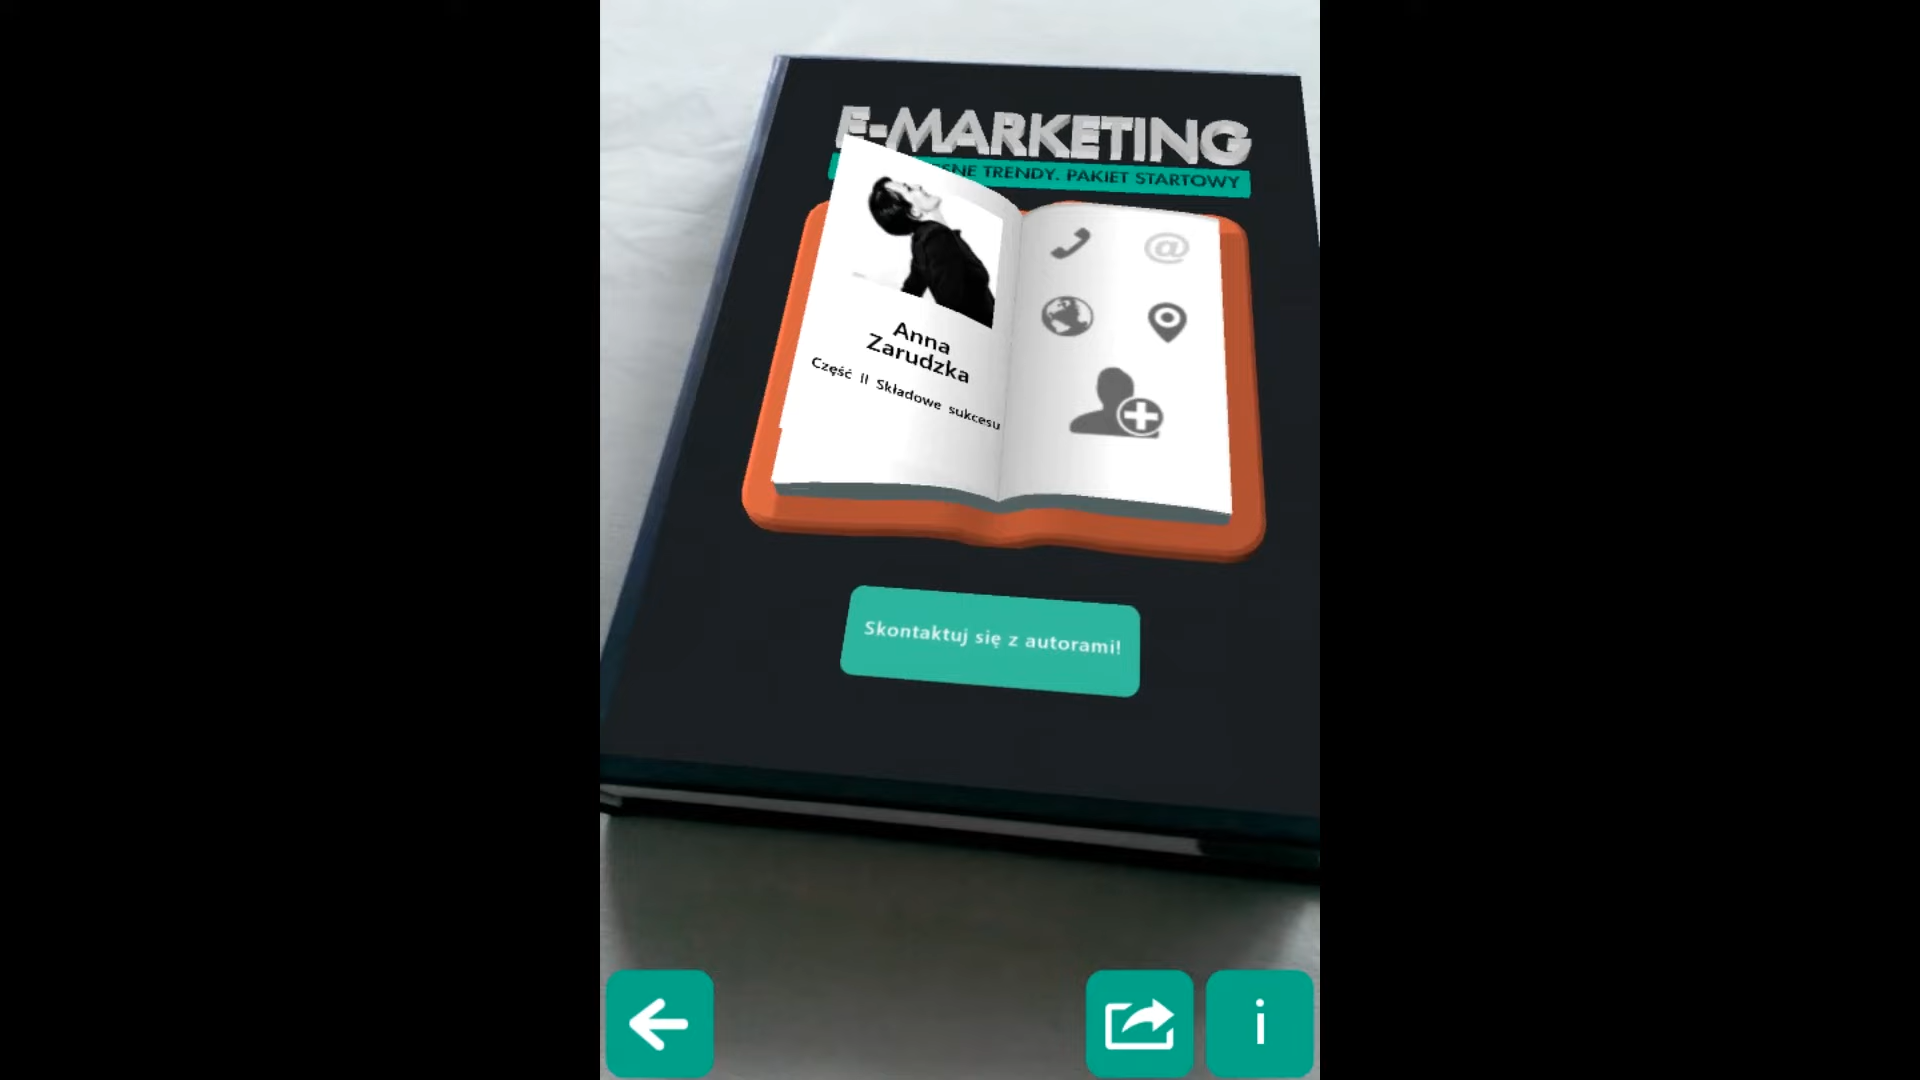 E-MARKETING
TRENDY. PAKIET STARTOWY
Anna
Zarudzka
Część II Składowe sukcesu
@
Skontaktuj się z autorami!
i